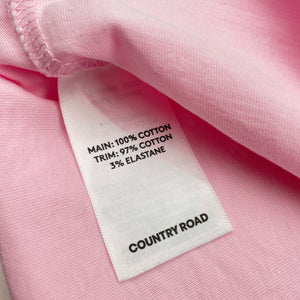 MAIN: 100% COTTON
TRIM: 97% COTTON
3% ELASTANE
COUNTRY ROAD